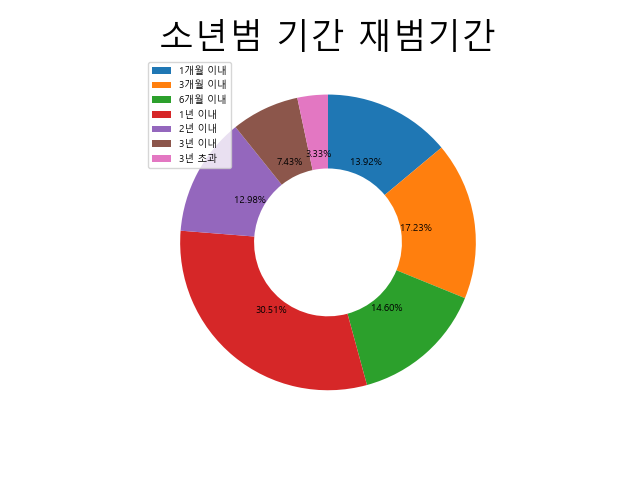 소년범 기간 재범기간
1개월 이내
3개월 이내
6개월 이내
1년 이내
2년 이내
3년 이내
3년 초과
3.33%
7.43%
13.92%
12.98%
17.23%
30.51%
14.60%